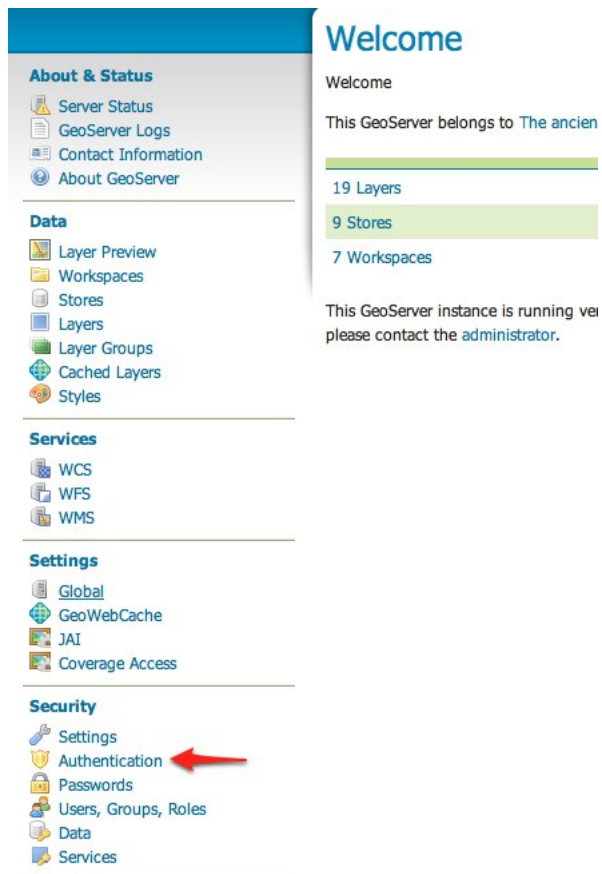 About & Status
Server Status
GeoServer Logs
Contact Information
About GeoServer
Data
Layer Preview
Workspaces
Stores
Layers
Layer Groups
Cached Layers
Styles
Services
WCS
WFS
WMS
Settings
Global
GeoWebCache
JAI
Coverage Access
Security
Settings
Authentication
Passwords
Users, Groups, Roles
Data
Services
Welcome
Welcome
This GeoServer belongs to The ancien
19 Layers
9 Stores
7 Workspaces
This GeoServer instance is running ver
please contact the administrator.